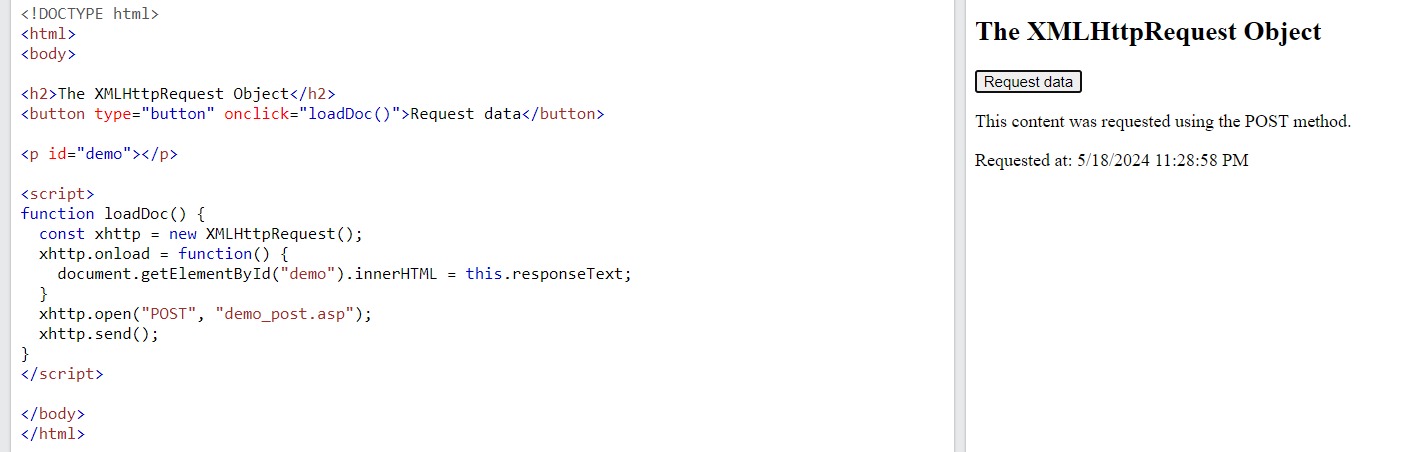 <!DOCTYPE html>
<html>
<body>
<h2>The XMLHttpRequest Object</h2>
<button type="button" onclick="loadDoc()">Request data</button>
<p id="demo"></p>
<script>
function loadDoc() {
  const xhttp = new XMLHttpRequest();
  xhttp.onload = function() {
    document.getElementById("demo").innerHTML = this.responseText;
  }
  xhttp.open("POST", "demo_post.asp");
  xhttp.send();
}
</script>
</body>
</html>
The XMLHttpRequest Object
Request data
This content was requested using the POST method.
Requested at: 5/18/2024 11:28:58 PM